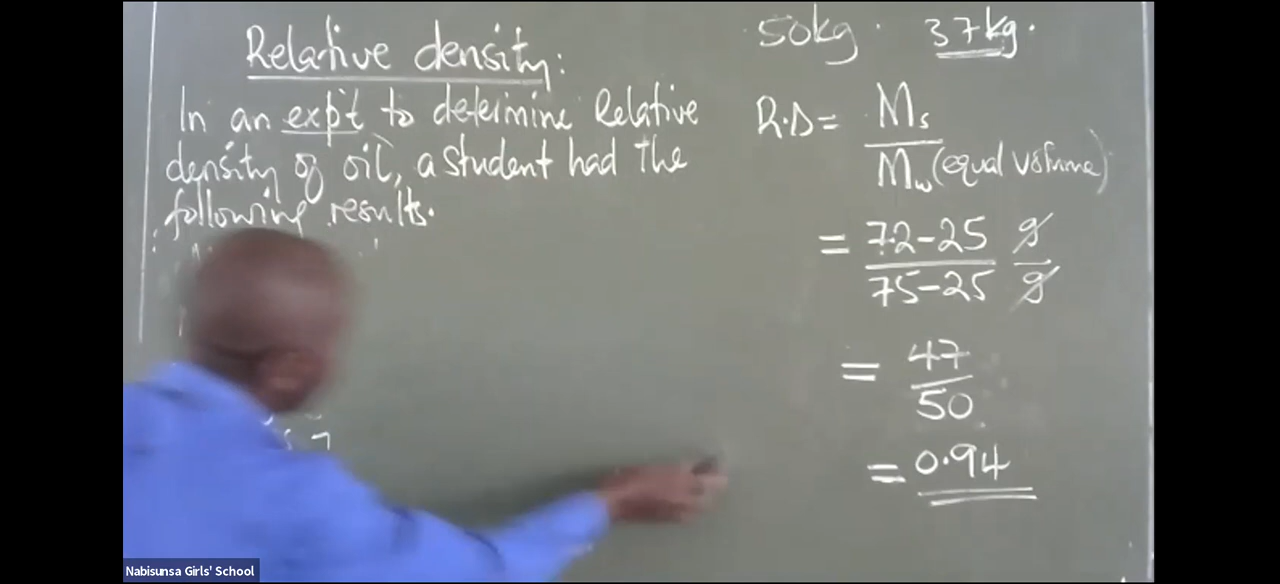 Relative density:
In an exp't to determine Relative
density of oil, a student had the
following results.
50kg. 37kg.
R.D = Ms
Mw (equal volume)
= 72-25 g
75-25 g
= 47
50
= 0.94
Nabisunsa Girls' School